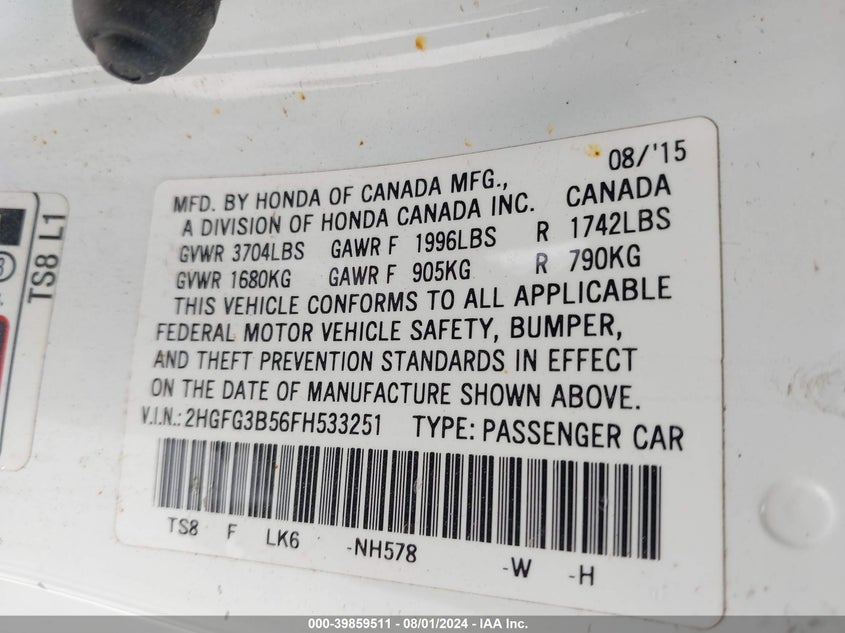 08/'15
MFD. BY HONDA OF CANADA MFG.,
A DIVISION OF HONDA CANADA INC. CANADA
GVWR 3704LBS GAWR F 1996LBS R 1742LBS
GVWR 1680KG GAWR F 905KG R 790KG
THIS VEHICLE CONFORMS TO ALL APPLICABLE
FEDERAL MOTOR VEHICLE SAFETY, BUMPER,
AND THEFT PREVENTION STANDARDS IN EFFECT
ON THE DATE OF MANUFACTURE SHOWN ABOVE.
V.I.N.: 2HGFG3B56FH533251 TYPE: PASSENGER CAR
TS8 F LK6 -NH578 -W -H
TS8 L1
000-39859511 - 08/01/2024 - IAA Inc.